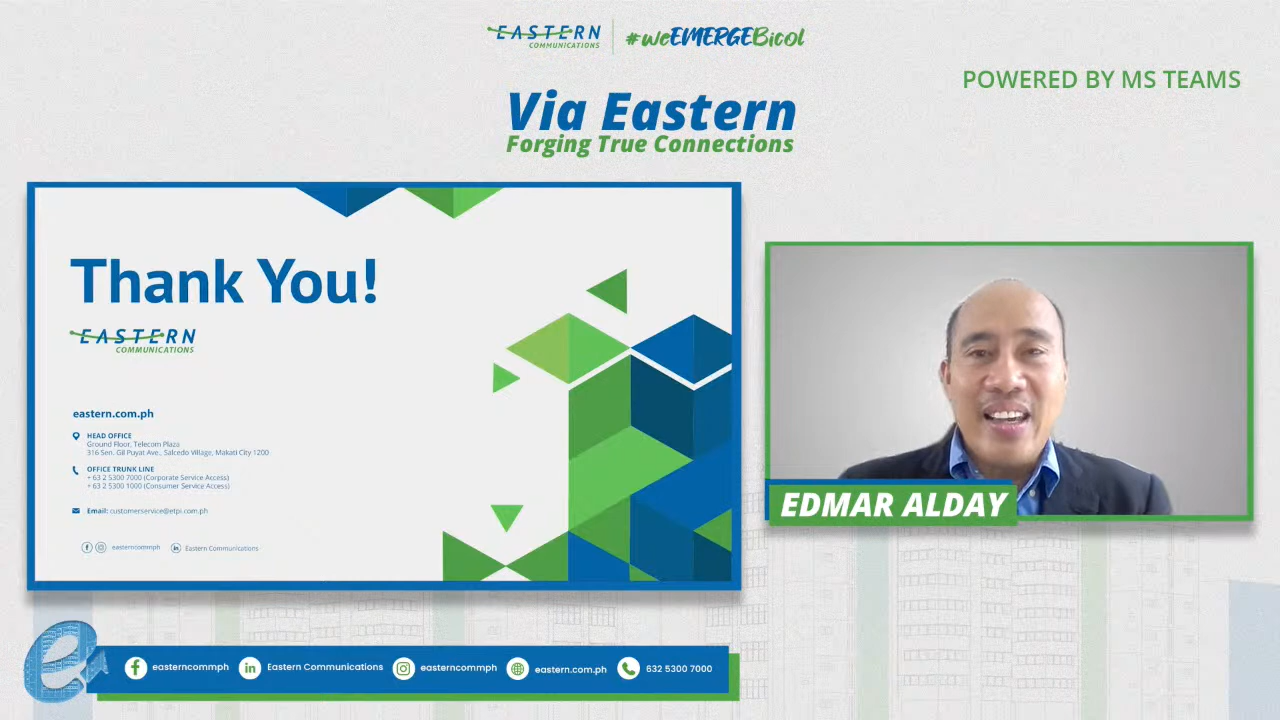 EASTERN
COMMUNICATIONS
#weEMERGEBicol
POWERED BY MS TEAMS
Via Eastern
Forging True Connections
Thank You!
EASTERN
COMMUNICATIONS
eastern.com.ph
HEAD OFFICE
Ground Floor, Telecom Plaza
316 Sen. Gil Puyat Ave., Salcedo Village, Makati City 1200
OFFICE TRUNK LINE
+ 63 2 5300 7000 (Corporate Service Access)
+ 63 2 5300 1000 (Consumer Service Access)
Email: customerservice@etpi.com.ph
easterncommph
Eastern Communications
EDMAR ALDAY
easterncommph
Eastern Communications
easterncommph
eastern.com.ph
632 5300 7000